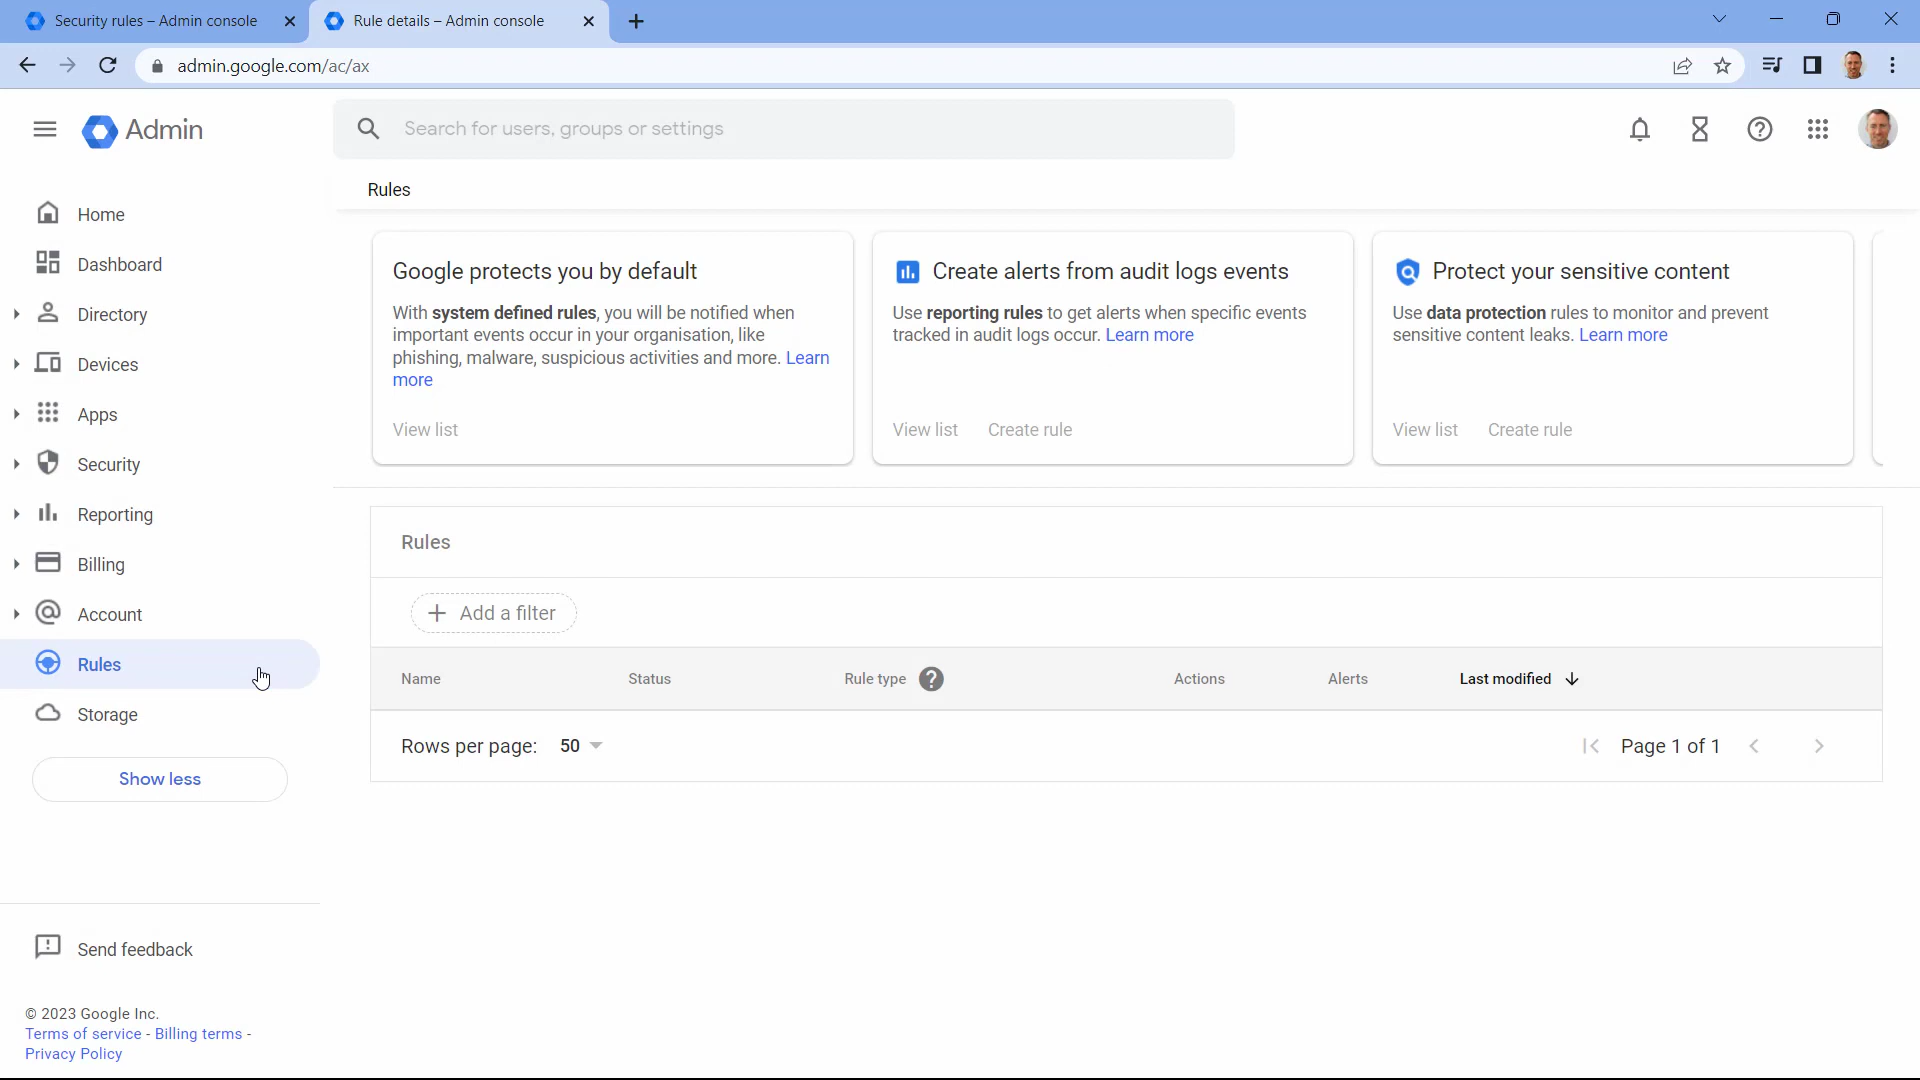 Security rules – Admin console
Rule details – Admin console
admin.google.com/ac/ax
Admin
Search for users, groups or settings
Home
Dashboard
Directory
Devices
Apps
Security
Reporting
Billing
Account
Rules
Storage
Show less
Send feedback
© 2023 Google Inc.
Terms of service - Billing terms -
Privacy Policy
Rules
Google protects you by default
With system defined rules, you will be notified when
important events occur in your organisation, like
phishing, malware, suspicious activities and more. Learn
more
View list
Create alerts from audit logs events
Use reporting rules to get alerts when specific events
tracked in audit logs occur. Learn more
View list Create rule
Protect your sensitive content
Use data protection rules to monitor and prevent
sensitive content leaks. Learn more
View list Create rule
Rules
Add a filter
Name Status Rule type Actions Alerts Last modified
Rows per page: 50 Page 1 of 1